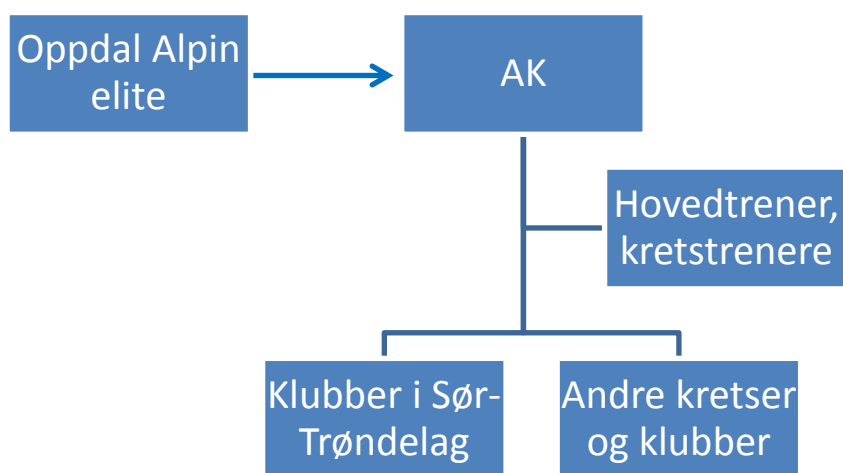 Oppdal Alpin
elite
AK
Hovedtrener,
kretstrenere
Klubber i Sør-
Trøndelag
Andre kretser
og klubber